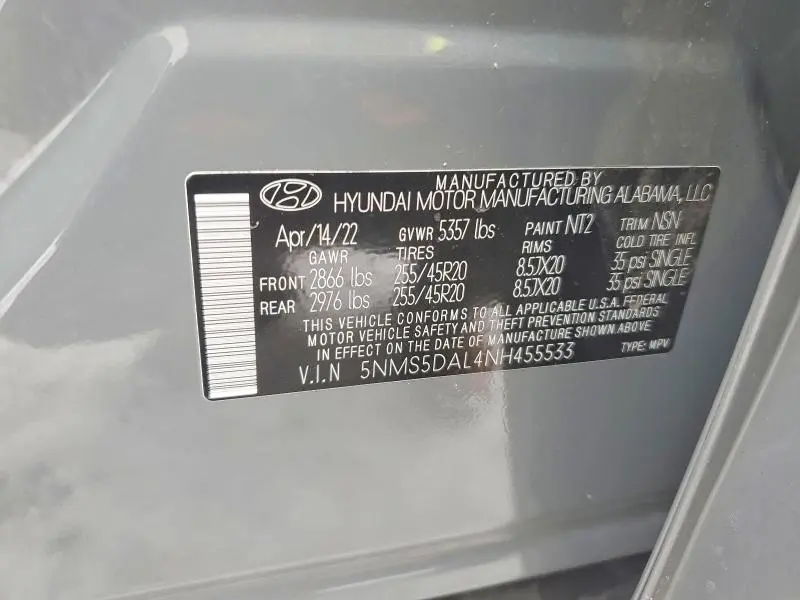 MANUFACTURED BY
HYUNDAI MOTOR MANUFACTURING ALABAMA, LLC
Apr/14/22 GVWR 5357 lbs PAINT NT2 TRIM NSN
GAWR TIRES RIMS COLD TIRE INFL
FRONT 2866 lbs 255/45R20 8.5JX20 35 psi SINGLE
REAR 2976 lbs 255/45R20 8.5JX20 35 psi SINGLE
THIS VEHICLE CONFORMS TO ALL APPLICABLE U.S.A. FEDERAL
MOTOR VEHICLE SAFETY AND THEFT PREVENTION STANDARDS
IN EFFECT ON THE DATE OF MANUFACTURE SHOWN ABOVE
V.I.N 5NMS5DAL4NH455533 TYPE: MPV